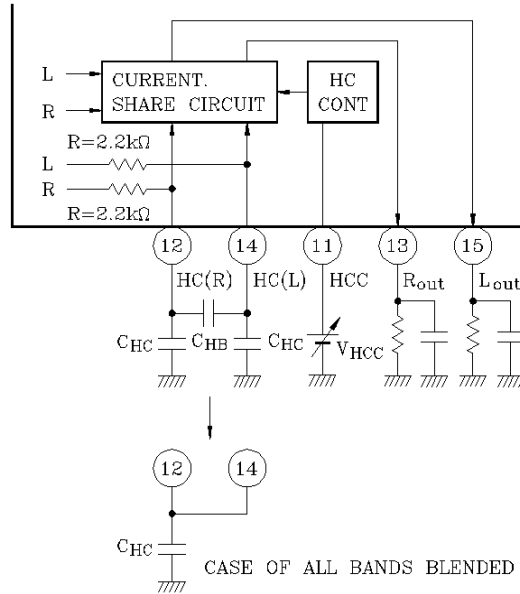 L
R
CURRENT.
SHARE CIRCUIT
HC
CONT
R=2.2kΩ
L
R
R=2.2kΩ
12 14 11 13 15
HC(R) HC(L) HCC Rout Lout
CHC CHB CHC VHCC
12 14
CHC
CASE OF ALL BANDS BLENDED